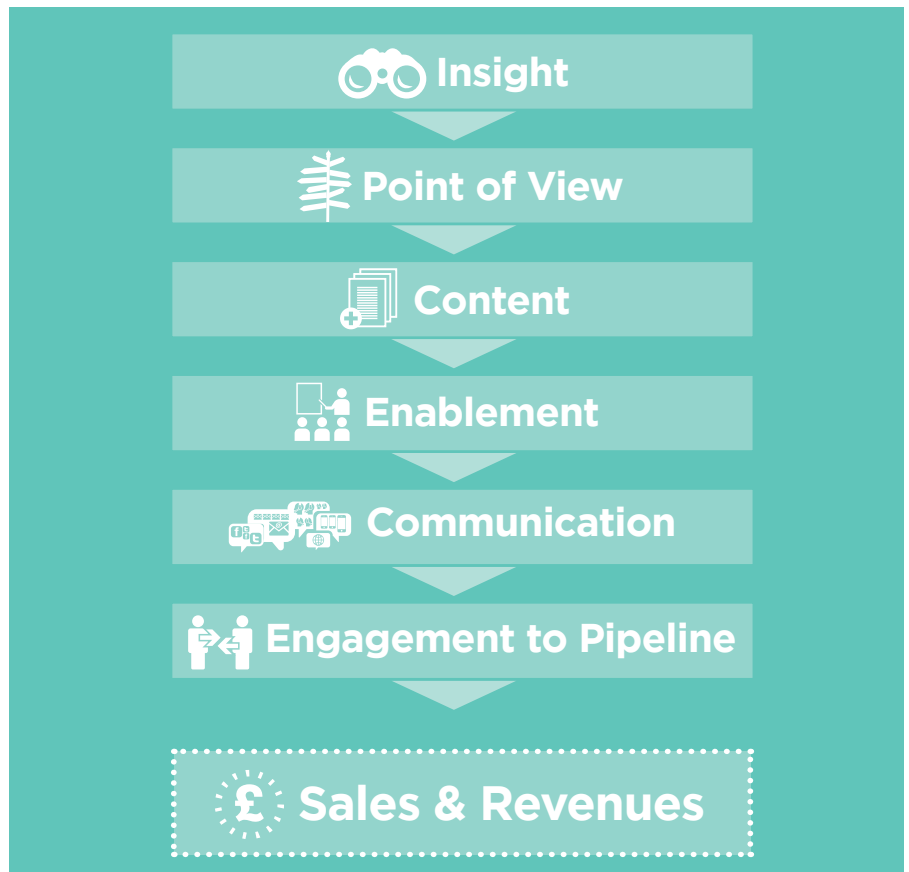 Insight
Point of View
Content
Enablement
Communication
Engagement to Pipeline
£ Sales & Revenues